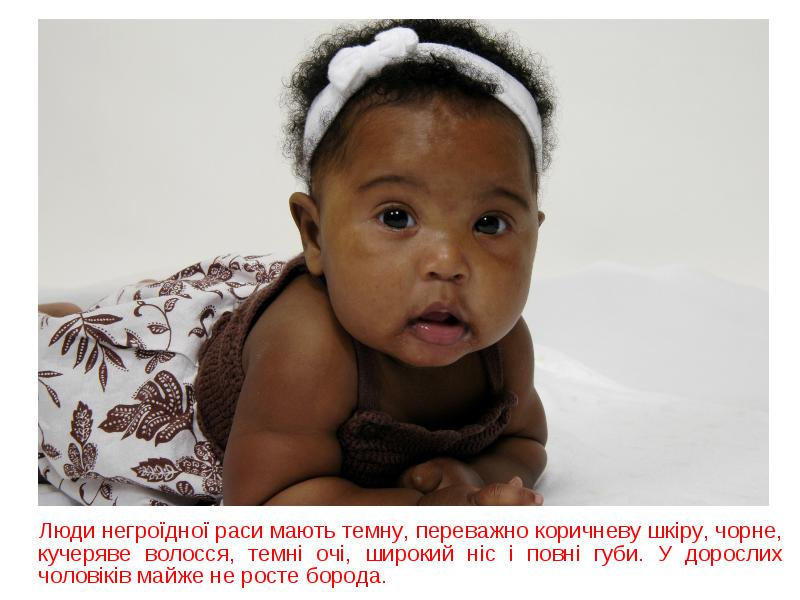 Люди негроїдної раси мають темну, переважно коричневу шкіру, чорне,
кучеряве волосся, темні очі, широкий ніс і повні губи. У дорослих
чоловіків майже не росте борода.